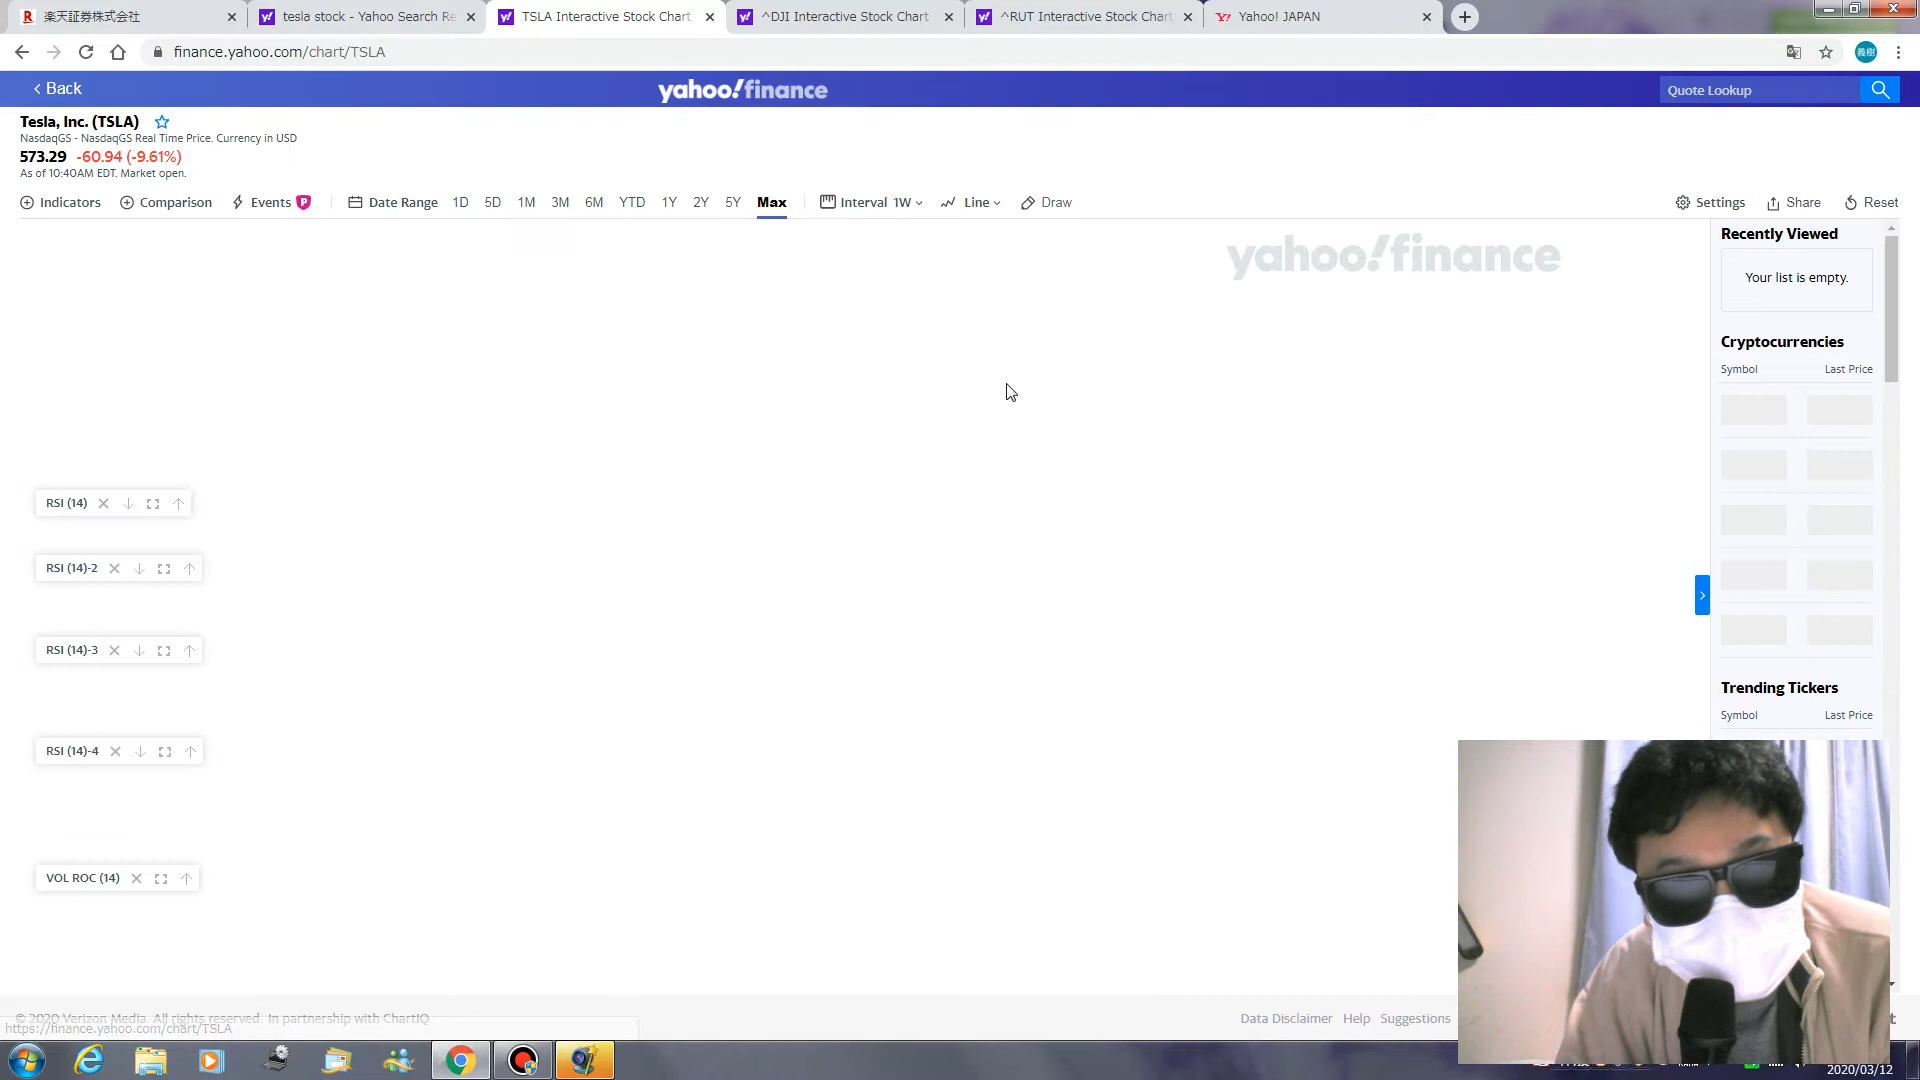 楽天証券株式会社
tesla stock - Yahoo Search Re
TSLA Interactive Stock Chart
^DJI Interactive Stock Chart
^RUT Interactive Stock Chart
Yahoo! JAPAN
finance.yahoo.com/chart/TSLA
義樹
Back
yahoo!finance
Quote Lookup
Tesla, Inc. (TSLA)
NasdaqGS - NasdaqGS Real Time Price. Currency in USD
573.29 -60.94 (-9.61%)
As of 10:40AM EDT. Market open.
Indicators Comparison Events P Date Range 1D 5D 1M 3M 6M YTD 1Y 2Y 5Y Max Interval 1W Line Draw Settings Share Reset
yahoo!finance
Recently Viewed
Your list is empty.
Cryptocurrencies
Symbol Last Price
RSI (14)
RSI (14)-2
RSI (14)-3
RSI (14)-4
VOL ROC (14)
Trending Tickers
Symbol Last Price
© 2020 Verizon Media. All rights reserved. In partnership with ChartIQ
https://finance.yahoo.com/chart/TSLA
Data Disclaimer Help Suggestions
2020/03/12